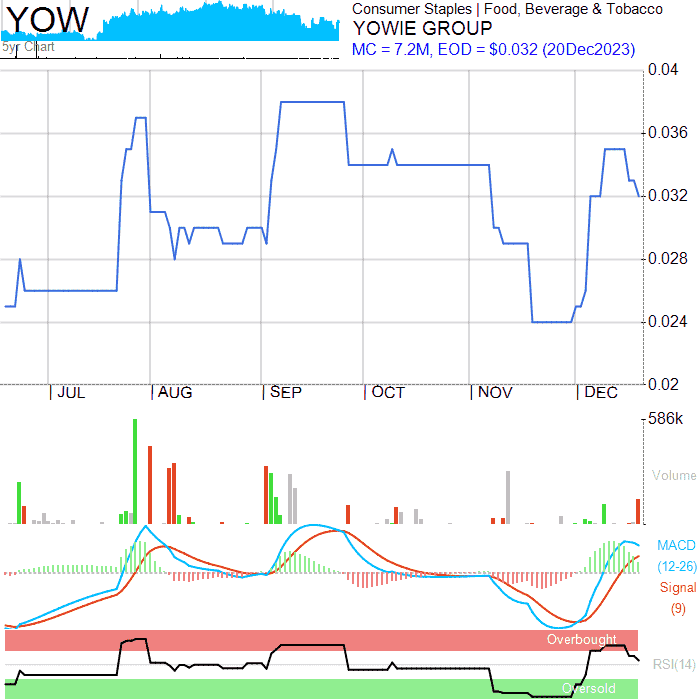 YOW
5yr Chart
Consumer Staples | Food, Beverage & Tobacco
YOWIE GROUP
MC = 7.2M, EOD = $0.032 (20Dec2023)
0.04
0.036
0.032
0.028
0.024
0.02
JUL AUG SEP OCT NOV DEC
586k
Volume
MACD
(12-26)
Signal
(9)
Overbought
RSI(14)
Oversold